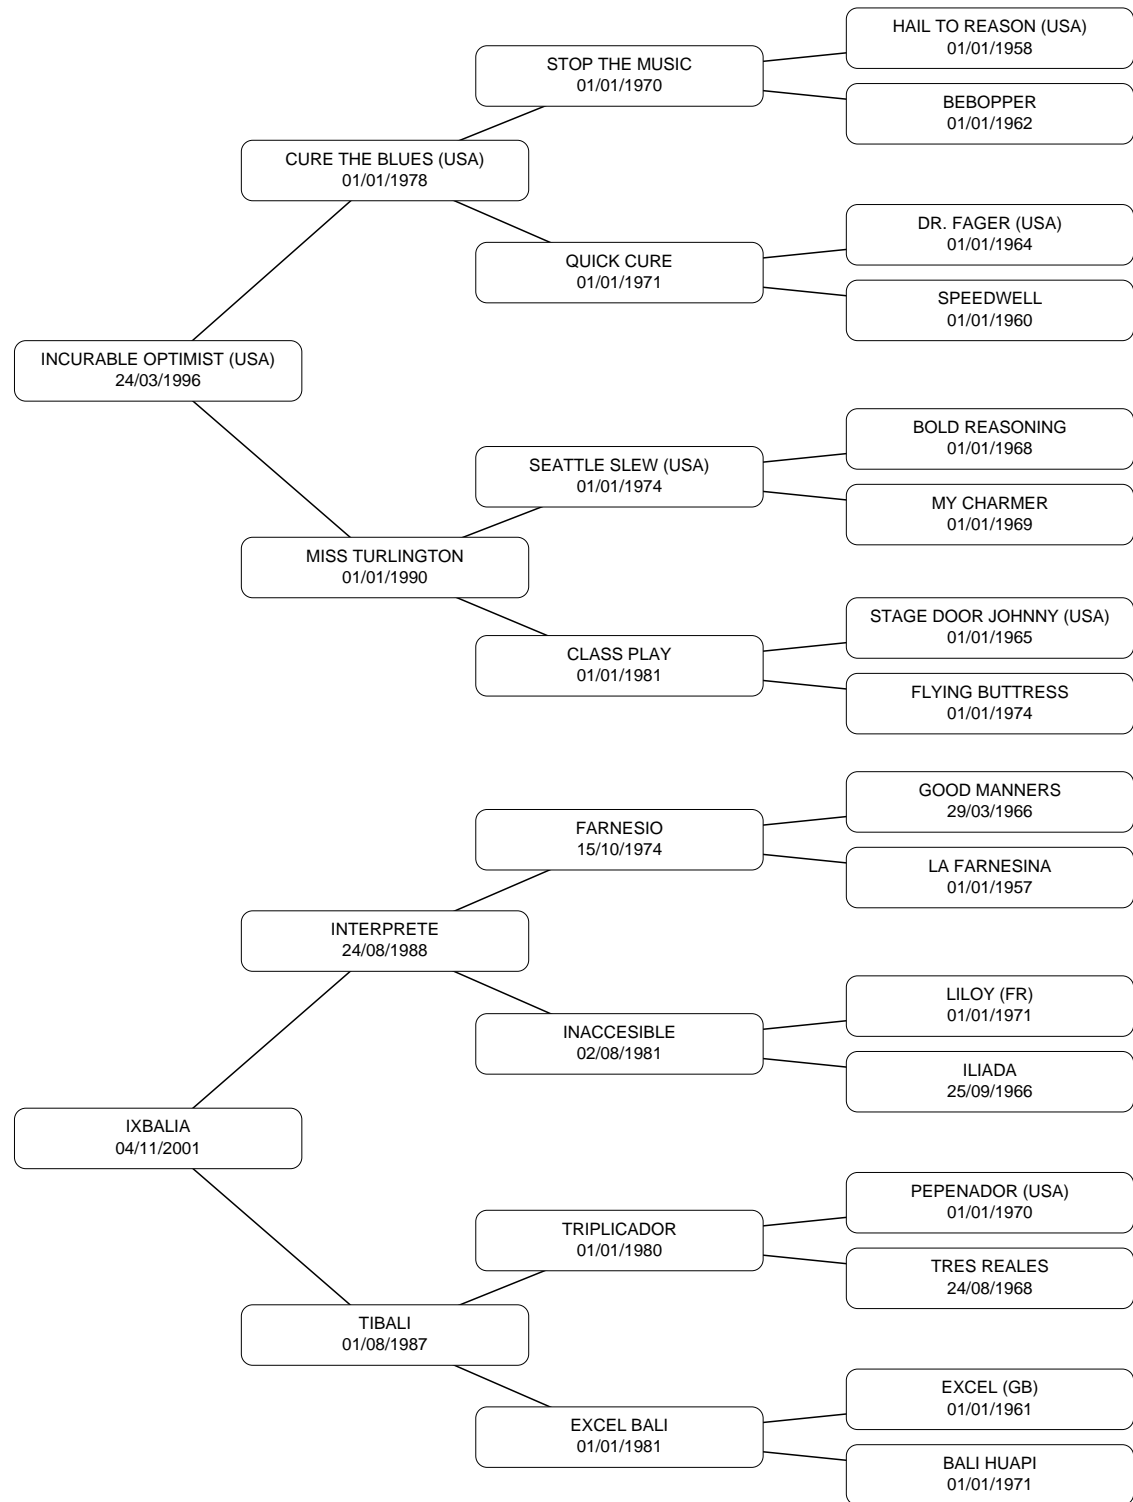 HAIL TO REASON (USA)
01/01/1958
STOP THE MUSIC
01/01/1970
BEBOPPER
01/01/1962
CURE THE BLUES (USA)
01/01/1978
DR. FAGER (USA)
01/01/1964
QUICK CURE
01/01/1971
SPEEDWELL
01/01/1960
INCURABLE OPTIMIST (USA)
24/03/1996
BOLD REASONING
01/01/1968
SEATTLE SLEW (USA)
01/01/1974
MY CHARMER
01/01/1969
MISS TURLINGTON
01/01/1990
STAGE DOOR JOHNNY (USA)
01/01/1965
CLASS PLAY
01/01/1981
FLYING BUTTRESS
01/01/1974
GOOD MANNERS
29/03/1966
FARNESIO
15/10/1974
LA FARNESINA
01/01/1957
INTERPRETE
24/08/1988
LILOY (FR)
01/01/1971
INACCESIBLE
02/08/1981
ILIADA
25/09/1966
IXBALIA
04/11/2001
PEPENADOR (USA)
01/01/1970
TRIPLICADOR
01/01/1980
TRES REALES
24/08/1968
TIBALI
01/08/1987
EXCEL (GB)
01/01/1961
EXCEL BALI
01/01/1981
BALI HUAPI
01/01/1971